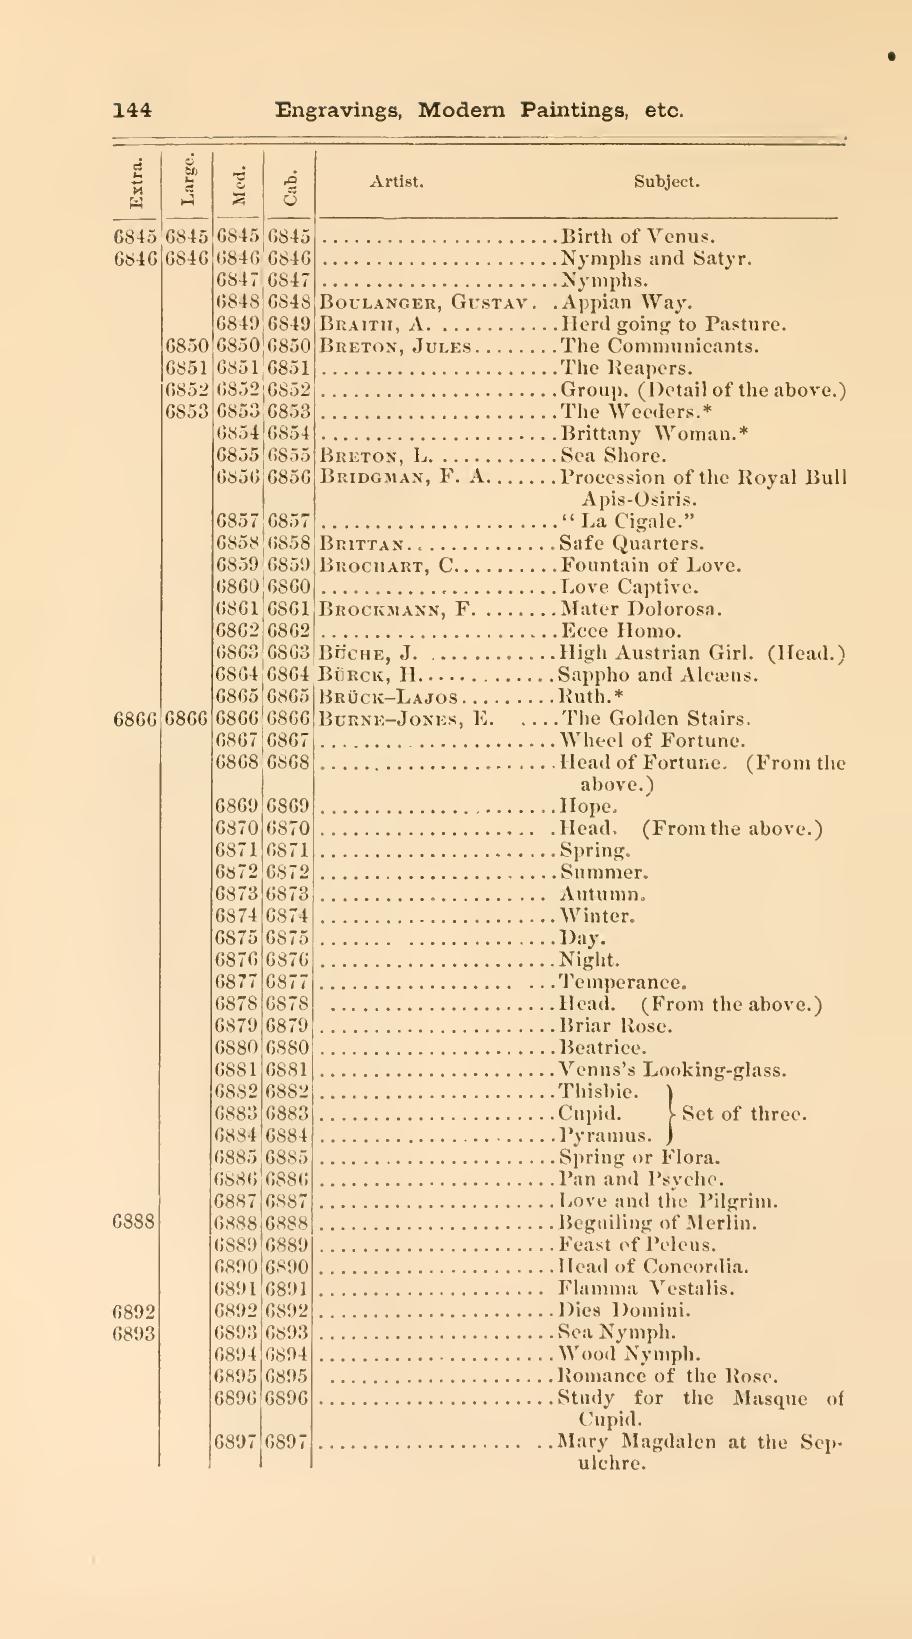 144 Engravings, Modern Paintings, etc.
Extra. Large. Med. Cab. Artist. Subject.
6845 6845 6845 6845 ......................Birth of Venus.
6846 6846 6846 6846 ......................Nymphs and Satyr.
6847 6847 ......................Nymphs.
6848 6848 BOULANGER, GUSTAV. .Appian Way.
6849 6849 BRAITH, A. ...........Herd going to Pasture.
6850 6850 6850 BRETON, JULES........The Communicants.
6851 6851 6851 ......................The Reapers.
6852 6852 6852 ......................Group. (Detail of the above.)
6853 6853 6853 ......................The Weeders.*
6854 6854 ......................Brittany Woman.*
6855 6855 BRETON, L. ...........Sea Shore.
6856 6856 BRIDGMAN, F. A.......Procession of the Royal Bull
Apis-Osiris.
6857 6857 ......................“ La Cigale.”
6858 6858 BRITTAN..............Safe Quarters.
6859 6859 BROCHART, C..........Fountain of Love.
6860 6860 ......................Love Captive.
6861 6861 BROCKMANN, F. .......Mater Dolorosa.
6862 6862 ......................Ecce Homo.
6863 6863 BÜCHE, J. ............High Austrian Girl. (Head.)
6864 6864 BÜRCK, H.............Sappho and Alcæus.
6865 6865 BRÜCK-LAJOS.........Ruth.*
6866 6866 6866 6866 BURNE-JONES, E. ....The Golden Stairs.
6867 6867 ......................Wheel of Fortune.
6868 6868 ......................Head of Fortune. (From the
above.)
6869 6869 ......................Hope.
6870 6870 .................... .Head. (From the above.)
6871 6871 ......................Spring.
6872 6872 ......................Summer.
6873 6873 ..................... Autumn.
6874 6874 ......................Winter.
6875 6875 ....... ..............Day.
6876 6876 ......................Night.
6877 6877 .................. ...Temperance.
6878 6878 .....................Head. (From the above.)
6879 6879 ......................Briar Rose.
6880 6880 ......................Beatrice.
6881 6881 ......................Venus's Looking-glass.
6882 6882 ......................Thisbie.
6883 6883 ......................Cupid. } Set of three.
6884 6884 ......................Pyramus.
6885 6885 ......................Spring or Flora.
6886 6886 ......................Pan and Psyche.
6887 6887 ......................Love and the Pilgrim.
6888 6888 6888 ......................Beguiling of Merlin.
6889 6889 ......................Feast of Peleus.
6890 6890 ......................Head of Concordia.
6891 6891 ..................... Flamma Vestalis.
6892 6892 6892 ......................Dies Domini.
6893 6893 6893 ......................Sea Nymph.
6894 6894 ......................Wood Nymph.
6895 6895 .....................Romance of the Rose.
6896 6896 ......................Study for the Masque of
Cupid.
6897 6897 ................... ..Mary Magdalen at the Sep-
ulchre.